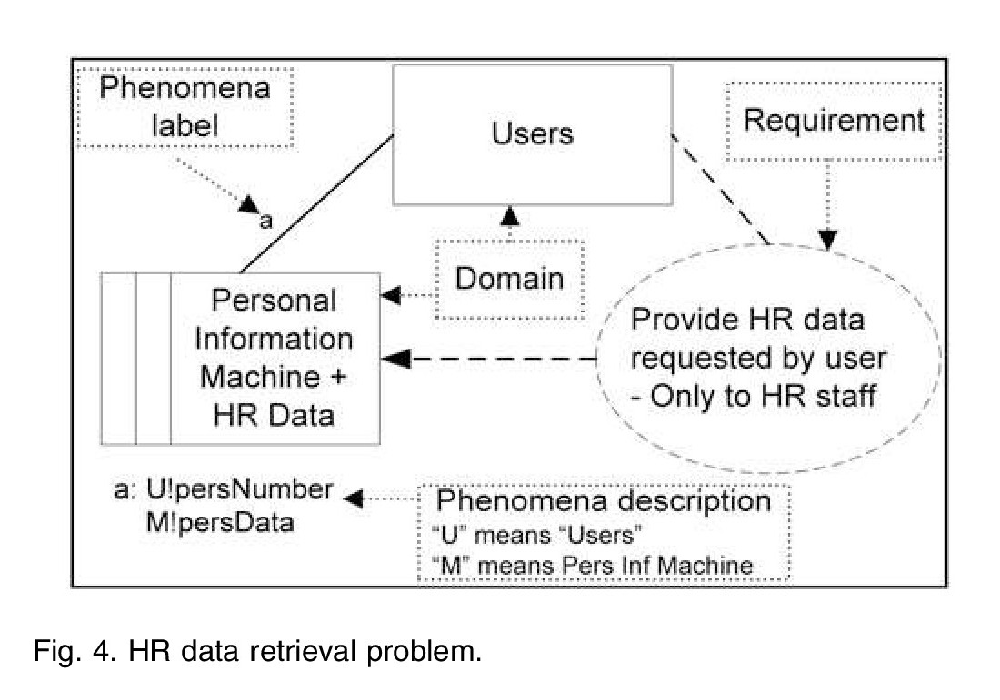 Phenomena
label
Users
Requirement
a
Domain
Personal
Information
Machine +
HR Data
Provide HR data
requested by user
- Only to HR staff
a: U!persNumber
M!persData
Phenomena description
“U” means “Users”
“M” means Pers Inf Machine
Fig. 4. HR data retrieval problem.